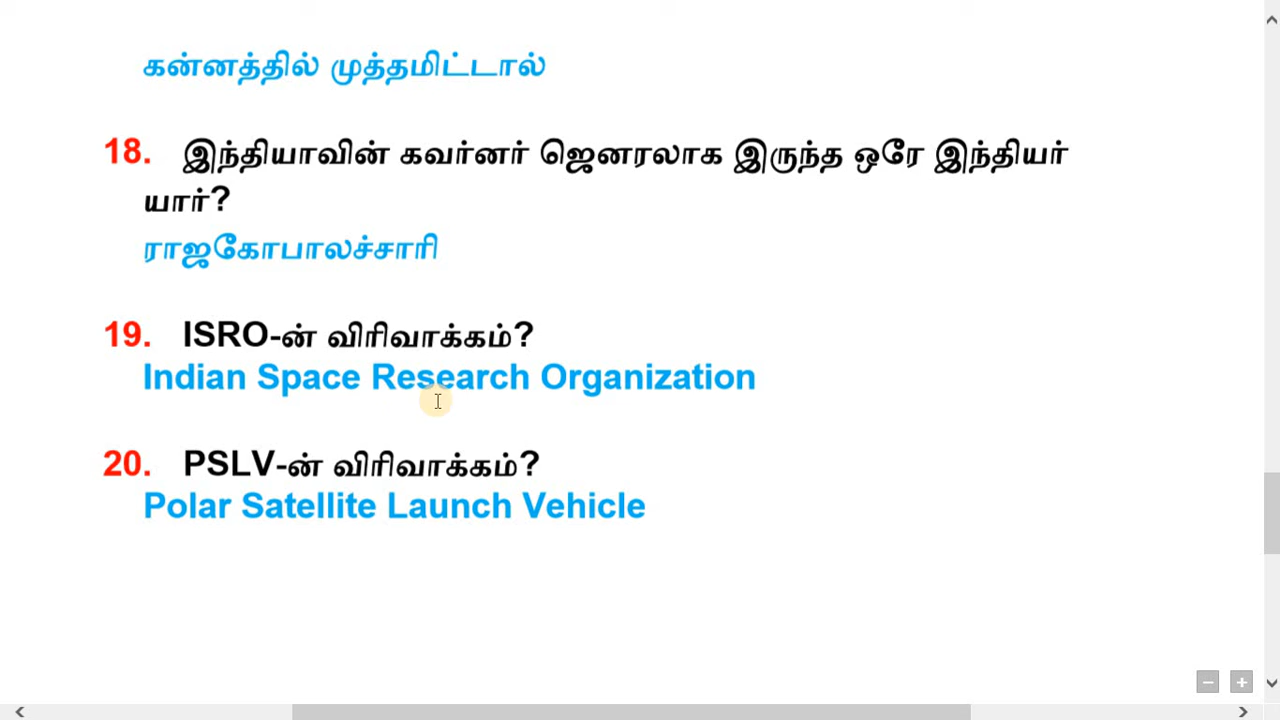 கன்னத்தில் முத்தமிட்டால்
18. இந்தியாவின் கவர்னர் ஜெனரலாக இருந்த ஒரே இந்தியர்
யார்?
ராஜகோபாலச்சாரி
19. ISRO-ன் விரிவாக்கம்?
Indian Space Research Organization
20. PSLV-ன் விரிவாக்கம்?
Polar Satellite Launch Vehicle